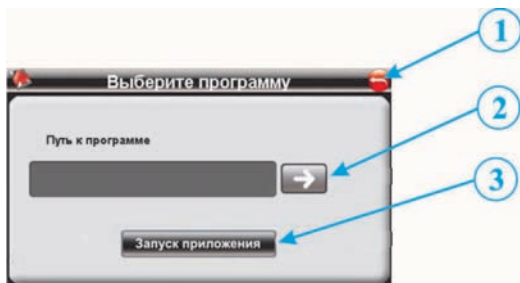 1
Выберите программу
2
Путь к программе
3
Запуск приложения